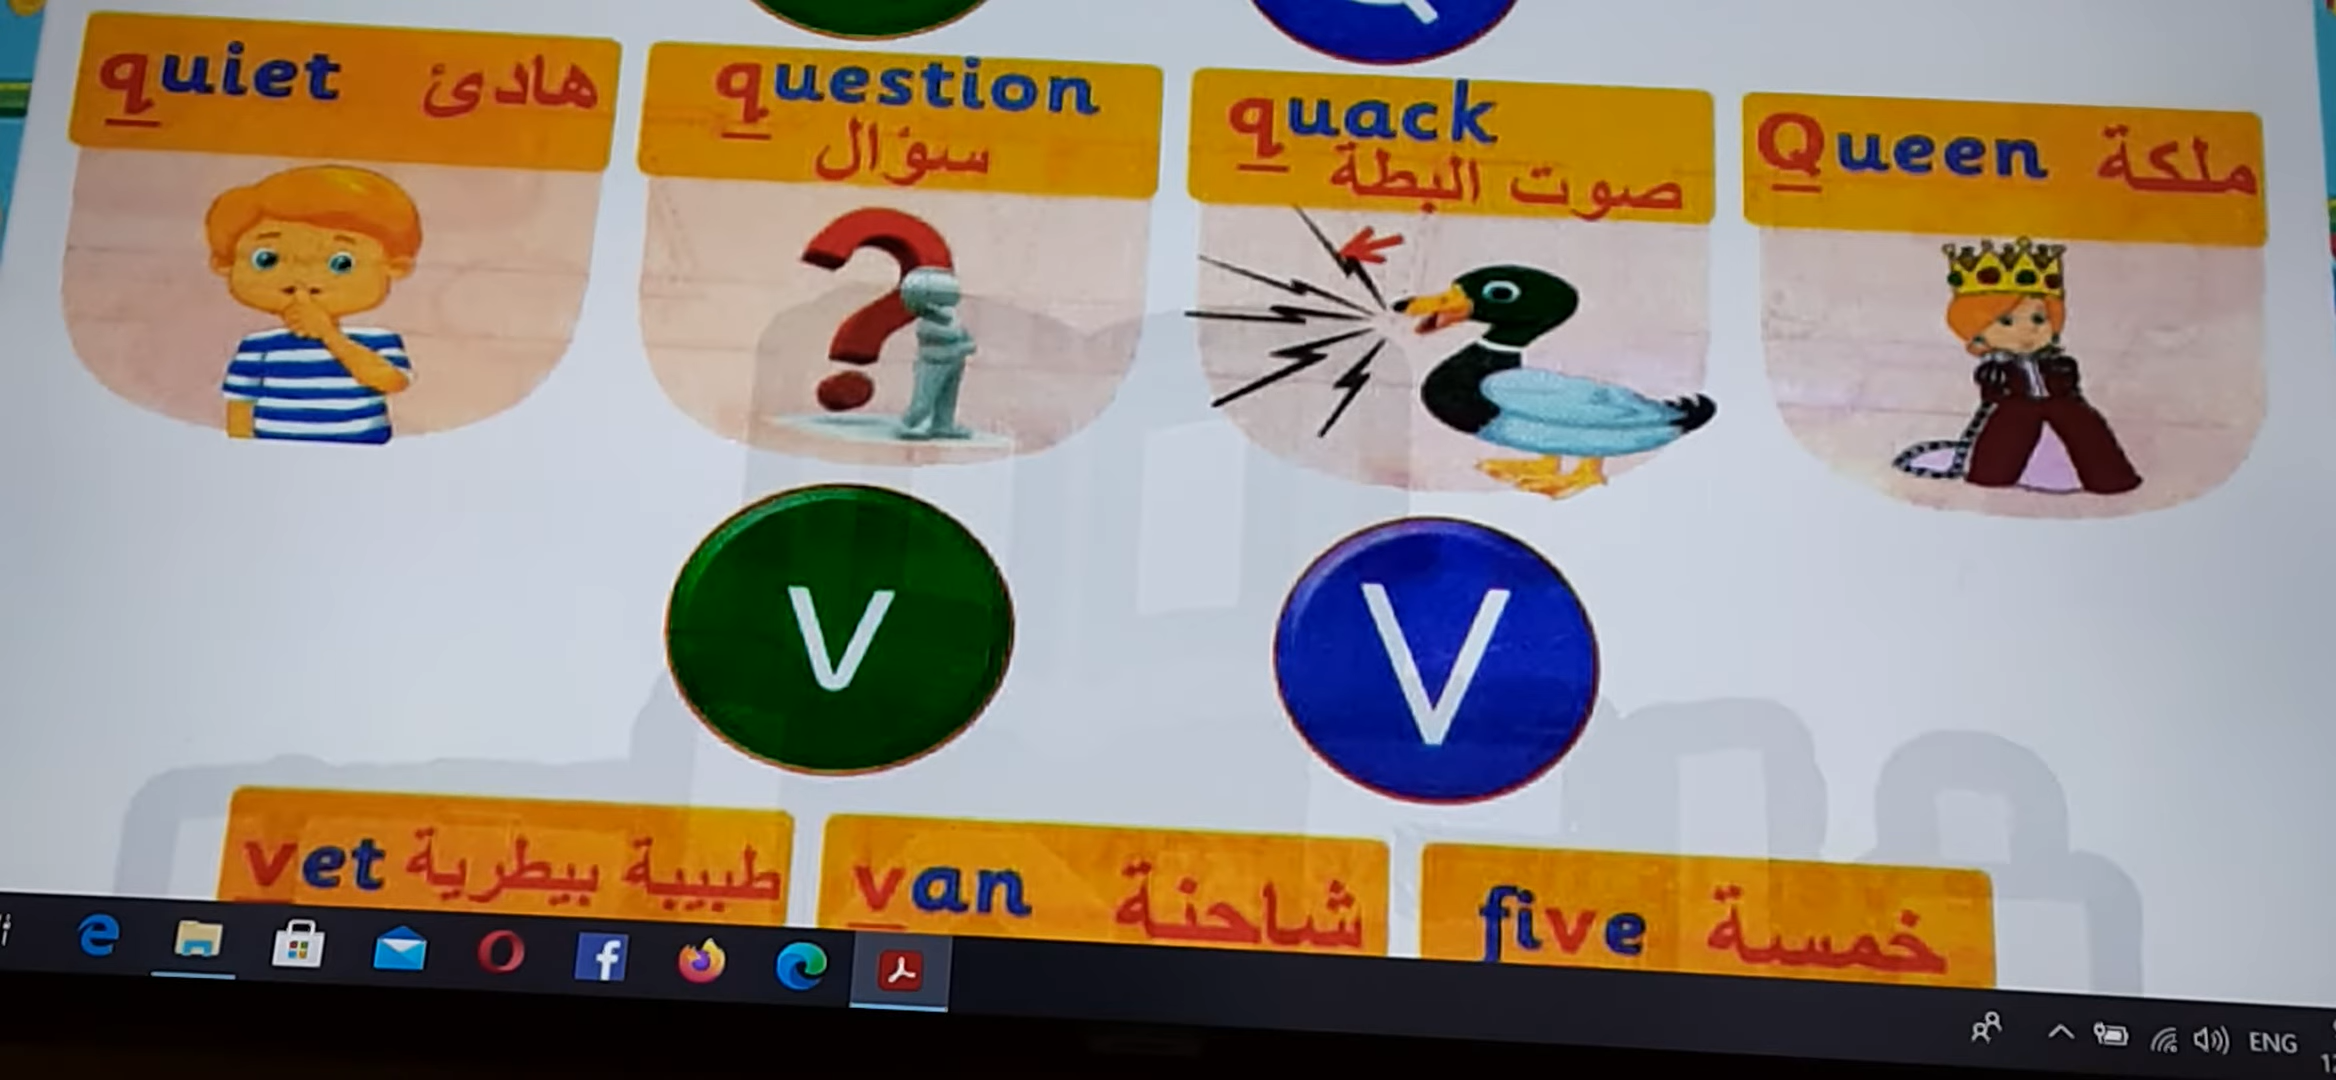 quiet هادئ
question
سؤال
quack
صوت البطة
Queen ملكة
v
V
vet طبيبة بيطرية
van شاحنة
five خمسة
ENG